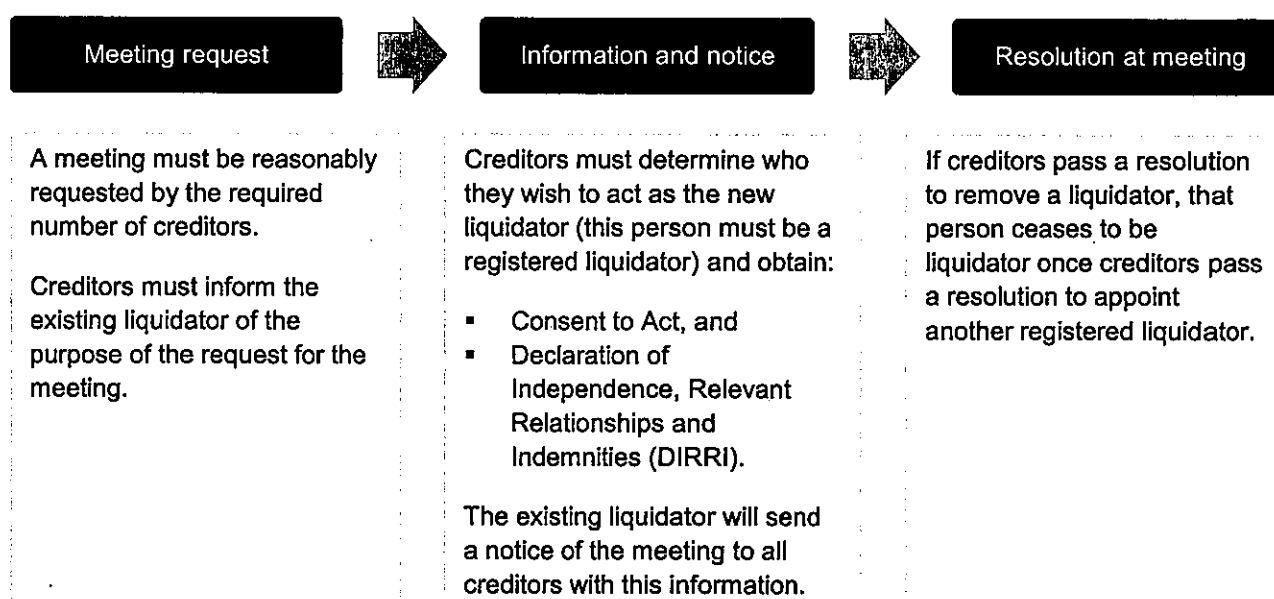 Meeting request
Information and notice
Resolution at meeting
A meeting must be reasonably
requested by the required
number of creditors.
Creditors must inform the
existing liquidator of the
purpose of the request for the
meeting.
Creditors must determine who
they wish to act as the new
liquidator (this person must be a
registered liquidator) and obtain:
▪ Consent to Act, and
▪ Declaration of
Independence, Relevant
Relationships and
Indemnities (DIRRI).
The existing liquidator will send
a notice of the meeting to all
creditors with this information.
If creditors pass a resolution
to remove a liquidator, that
person ceases to be
liquidator once creditors pass
a resolution to appoint
another registered liquidator.